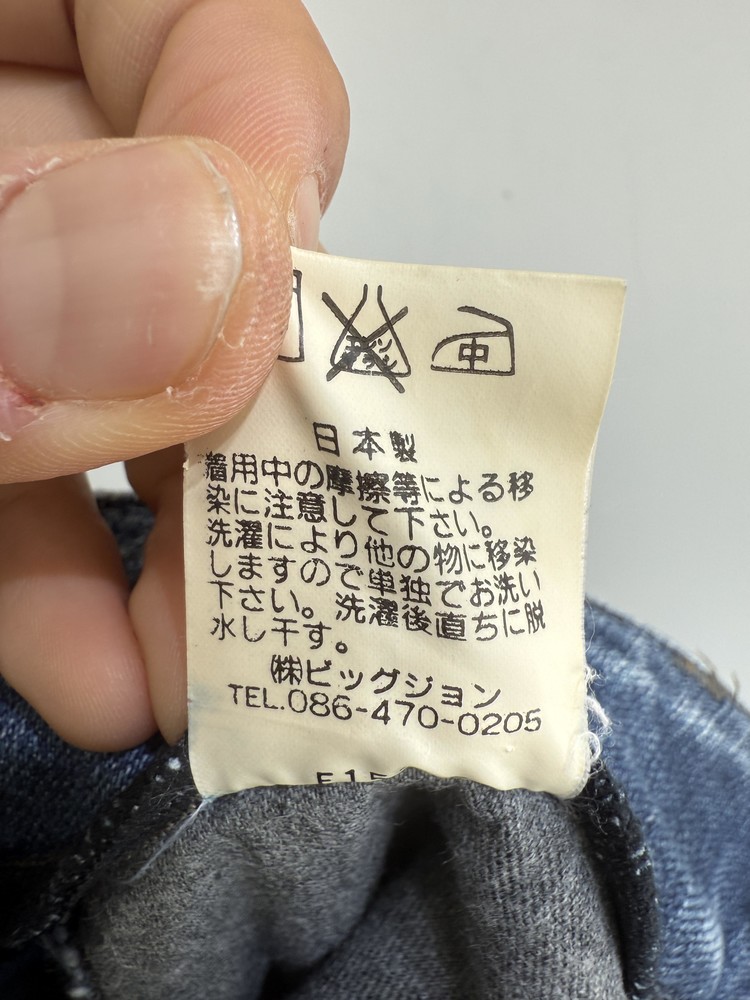 中
日本製
着用中の摩擦等による移
染に注意して下さい。
洗濯により他の物に移染
しますので単独でお洗い
下さい。洗濯後直ちに脱
水し干す。
㈱ビッグジョン
TEL.086-470-0205